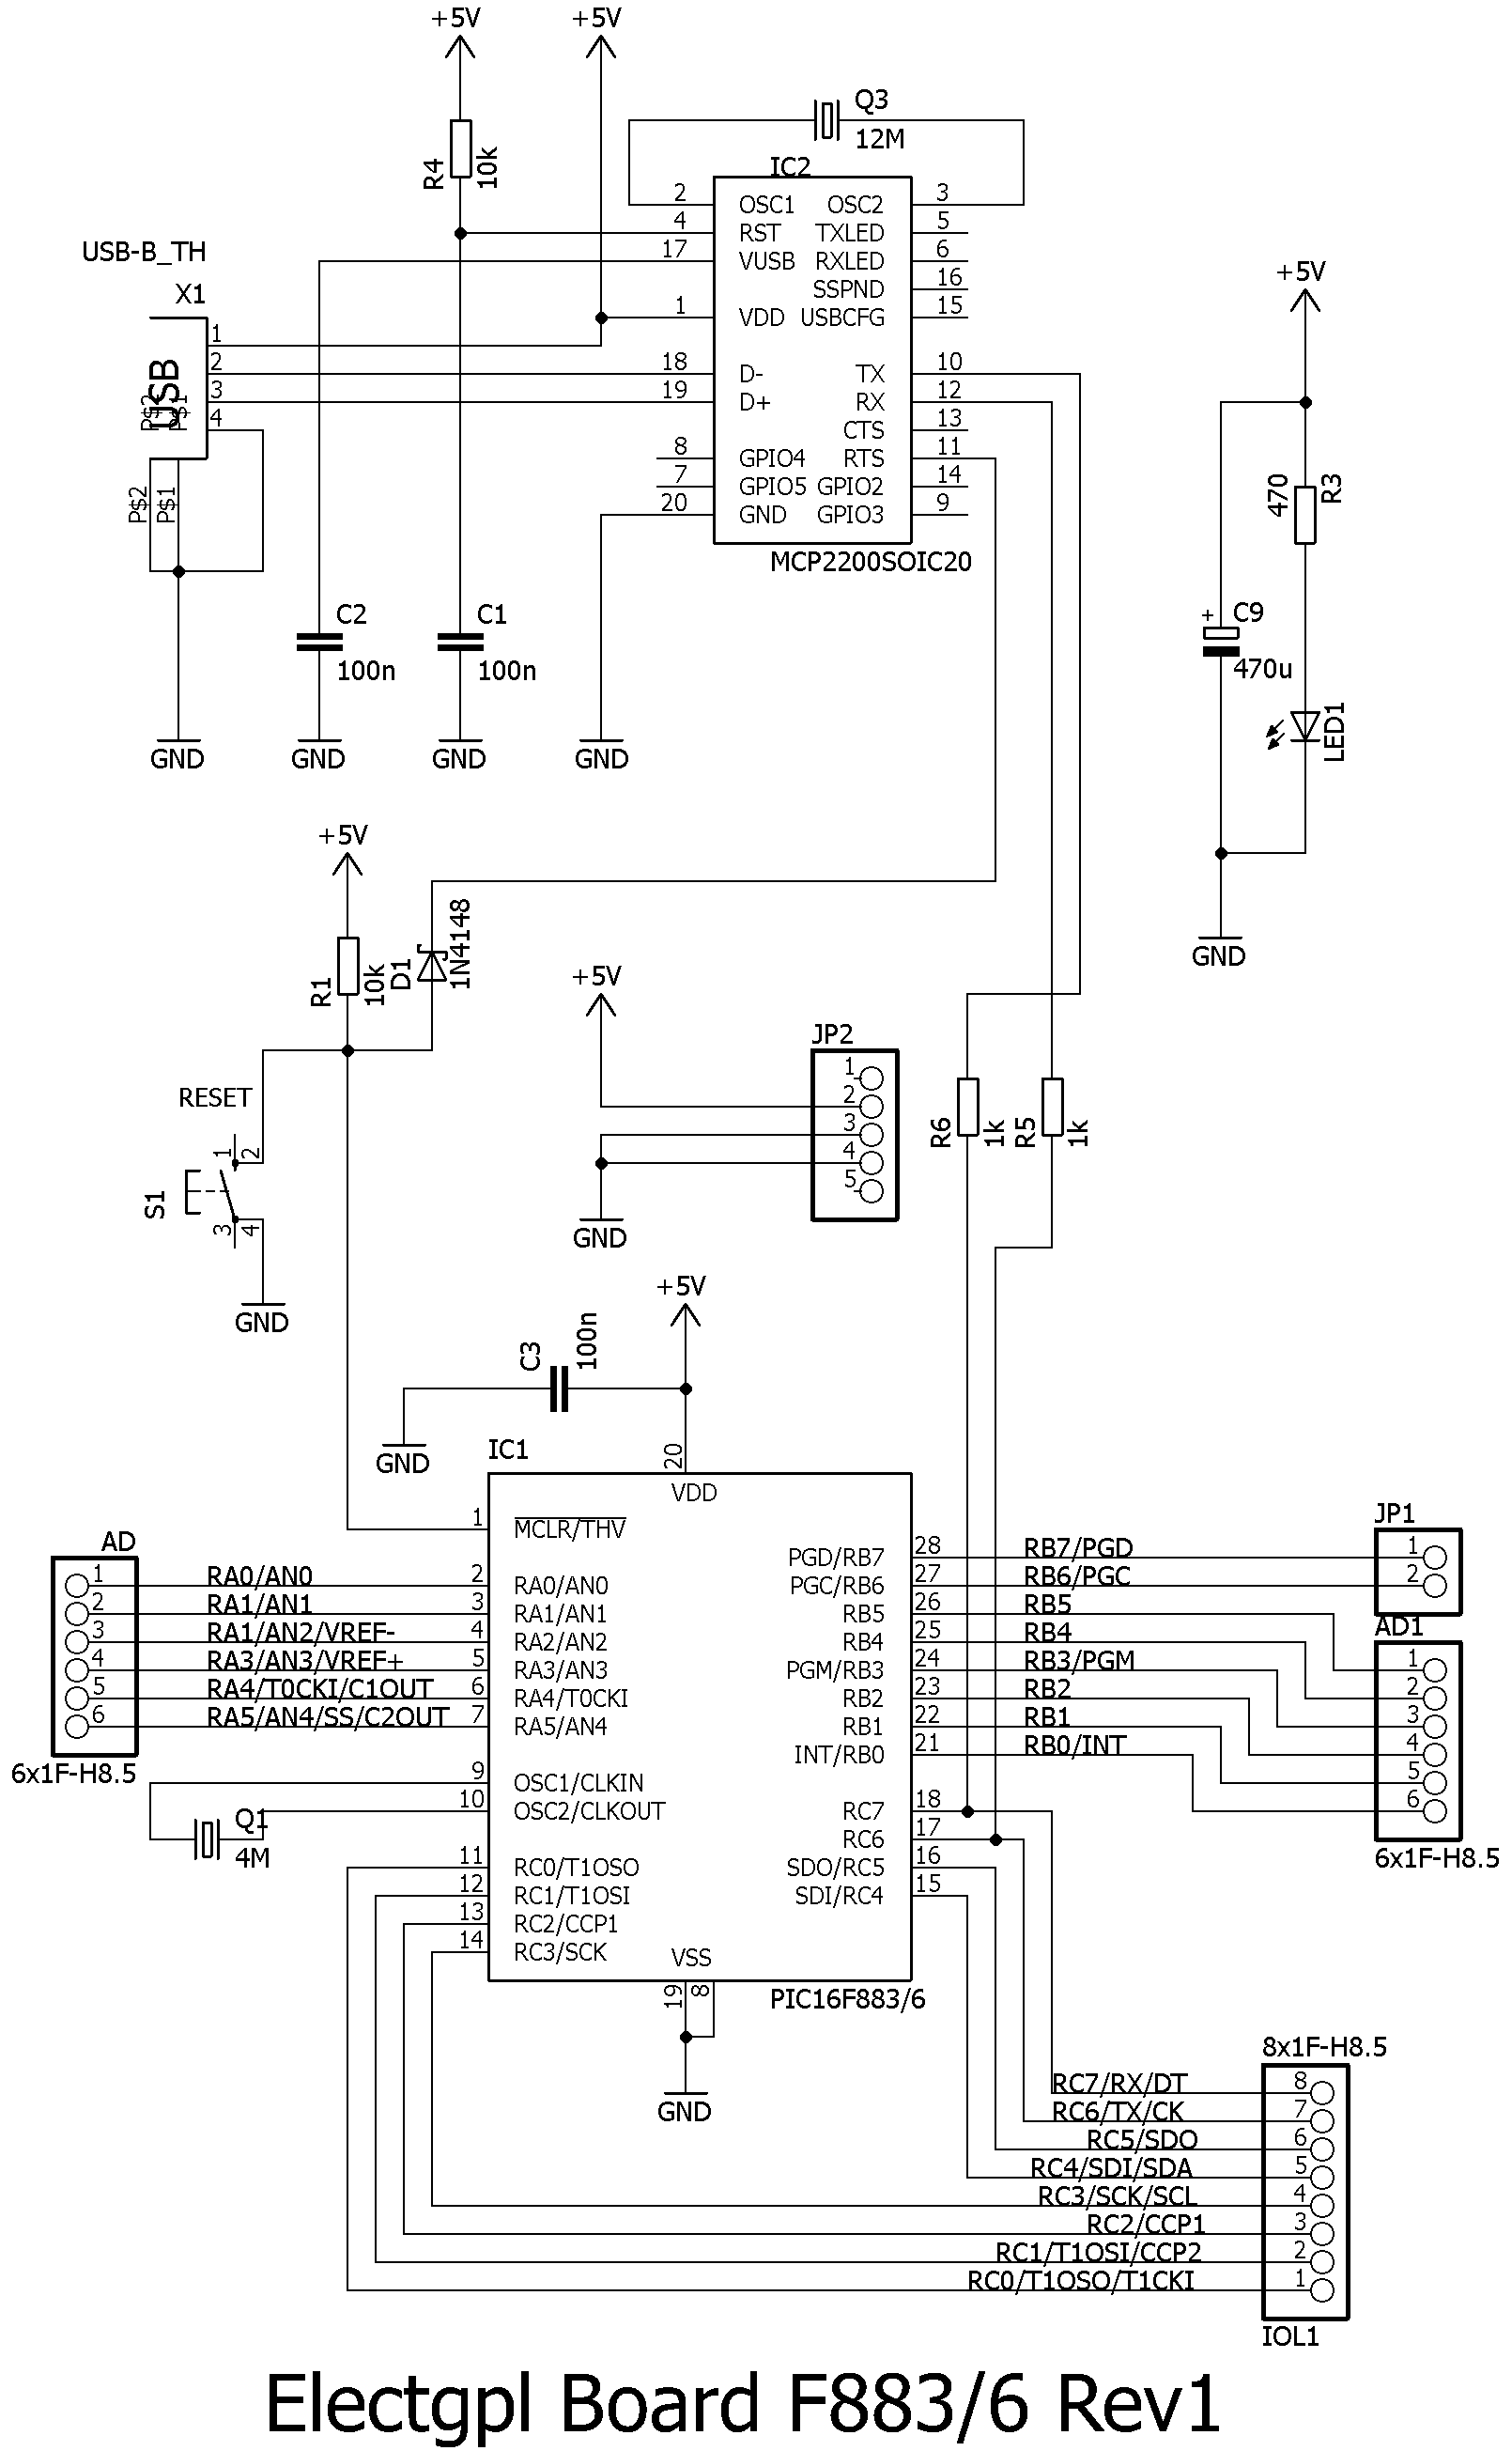 +5V
+5V
Q3
12M
R4
10k
IC2
2
OSC1
OSC2
3
4
RST
TXLED
5
17
VUSB
RXLED
6
SSPND
16
1
VDD
USBCFG
15
18
D-
TX
10
19
D+
RX
12
CTS
13
8
GPIO4
RTS
11
7
GPIO5
GPIO2
14
20
GND
GPIO3
9
MCP2200SOIC20
USB-B_TH
X1
USB
P$2
P$1
1
2
3
4
P$2
P$1
C2
100n
C1
100n
GND
GND
GND
GND
+5V
470
R3
+
C9
470u
LED1
GND
+5V
R1
10k
D1
1N4148
RESET
1
2
S1
3
4
GND
+5V
JP2
1
2
3
4
5
GND
R6
1k
R5
1k
+5V
C3
100n
GND
IC1
20
VDD
1
MCLR/THV
2
RA0/AN0
3
RA1/AN1
4
RA2/AN2
5
RA3/AN3
6
RA4/T0CKI
7
RA5/AN4
9
OSC1/CLKIN
10
OSC2/CLKOUT
11
RC0/T1OSO
12
RC1/T1OSI
13
RC2/CCP1
14
RC3/SCK
PGD/RB7
28
PGC/RB6
27
RB5
26
RB4
25
PGM/RB3
24
RB2
23
RB1
22
INT/RB0
21
RC7
18
RC6
17
SDO/RC5
16
SDI/RC4
15
VSS
19
8
PIC16F883/6
GND
AD
1
RA0/AN0
2
RA1/AN1
3
RA1/AN2/VREF-
4
RA3/AN3/VREF+
5
RA4/T0CKI/C1OUT
6
RA5/AN4/SS/C2OUT
6x1F-H8.5
Q1
4M
RB7/PGD
RB6/PGC
RB5
RB4
RB3/PGM
RB2
RB1
RB0/INT
JP1
1
2
AD1
1
2
3
4
5
6
6x1F-H8.5
8x1F-H8.5
RC7/RX/DT
8
RC6/TX/CK
7
RC5/SDO
6
RC4/SDI/SDA
5
RC3/SCK/SCL
4
RC2/CCP1
3
RC1/T1OSI/CCP2
2
RC0/T1OSO/T1CKI
1
IOL1
Electgpl Board F883/6 Rev1